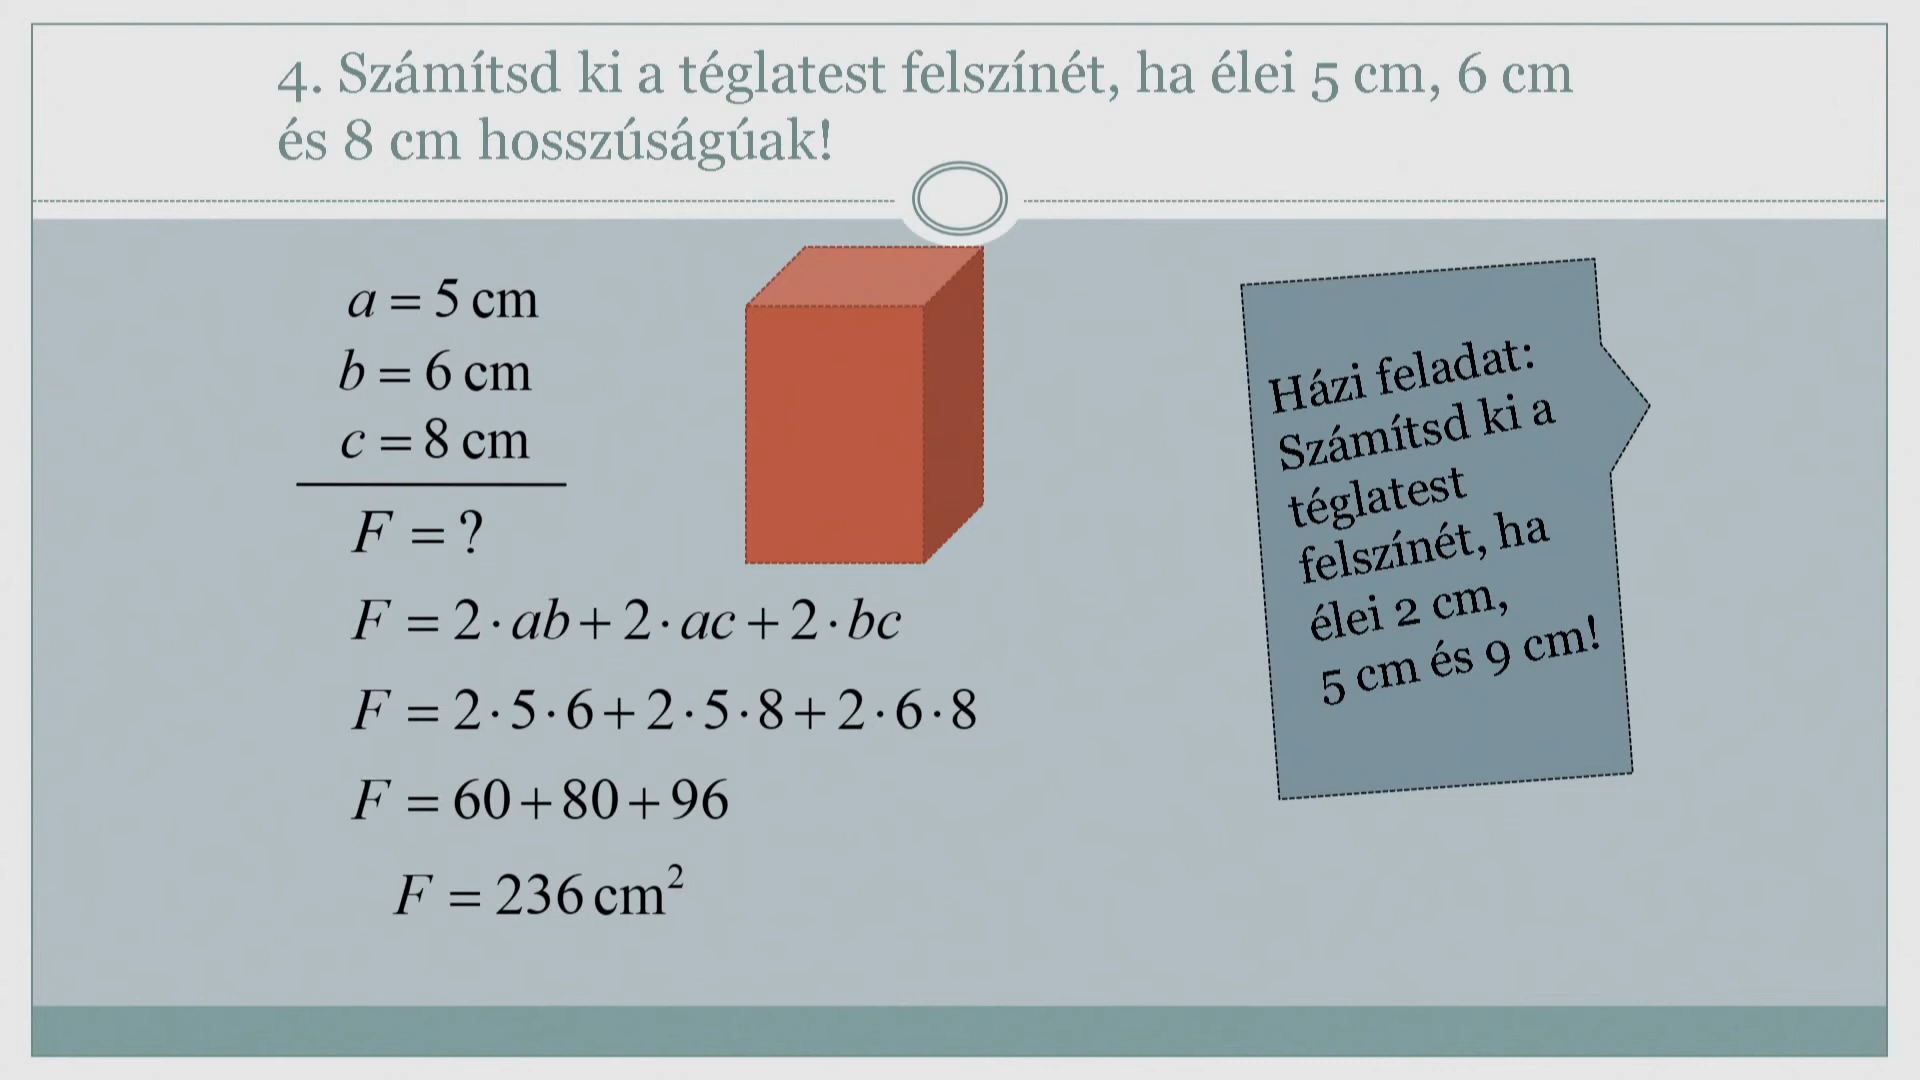 4. Számítsd ki a téglatest felszínét, ha élei 5 cm, 6 cm
és 8 cm hosszúságúak!
a = 5 cm
b = 6 cm
c = 8 cm
F = ?
F = 2·ab+2·ac+2·bc
F = 2·5·6+2·5·8+2·6·8
F = 60+80+96
F = 236 cm²
Házi feladat:
Számítsd ki a
téglatest
felszínét, ha
élei 2 cm,
5 cm és 9 cm!